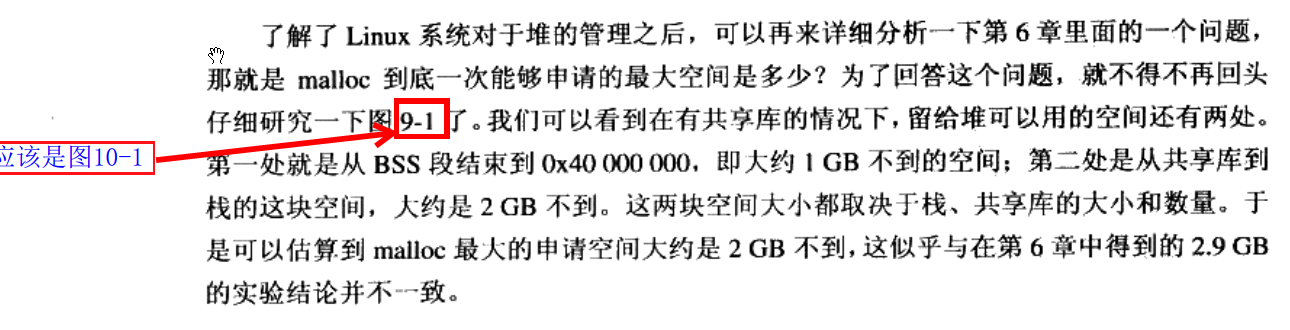 了解了 Linux 系统对于堆的管理之后，可以再来详细分析一下第 6 章里面的一个问题，
那就是 malloc 到底一次能够申请的最大空间是多少？为了回答这个问题，就不得不再回头
仔细研究一下图 9-1 了。我们可以看到在有共享库的情况下，留给堆可以用的空间还有两处。
应该是图10-1
第一处就是从 BSS 段结束到 0x40 000 000，即大约 1 GB 不到的空间；第二处是从共享库到
栈的这块空间，大约是 2 GB 不到。这两块空间大小都取决于栈、共享库的大小和数量。于
是可以估算到 malloc 最大的申请空间大约是 2 GB 不到，这似乎与在第 6 章中得到的 2.9 GB
的实验结论并不一致。